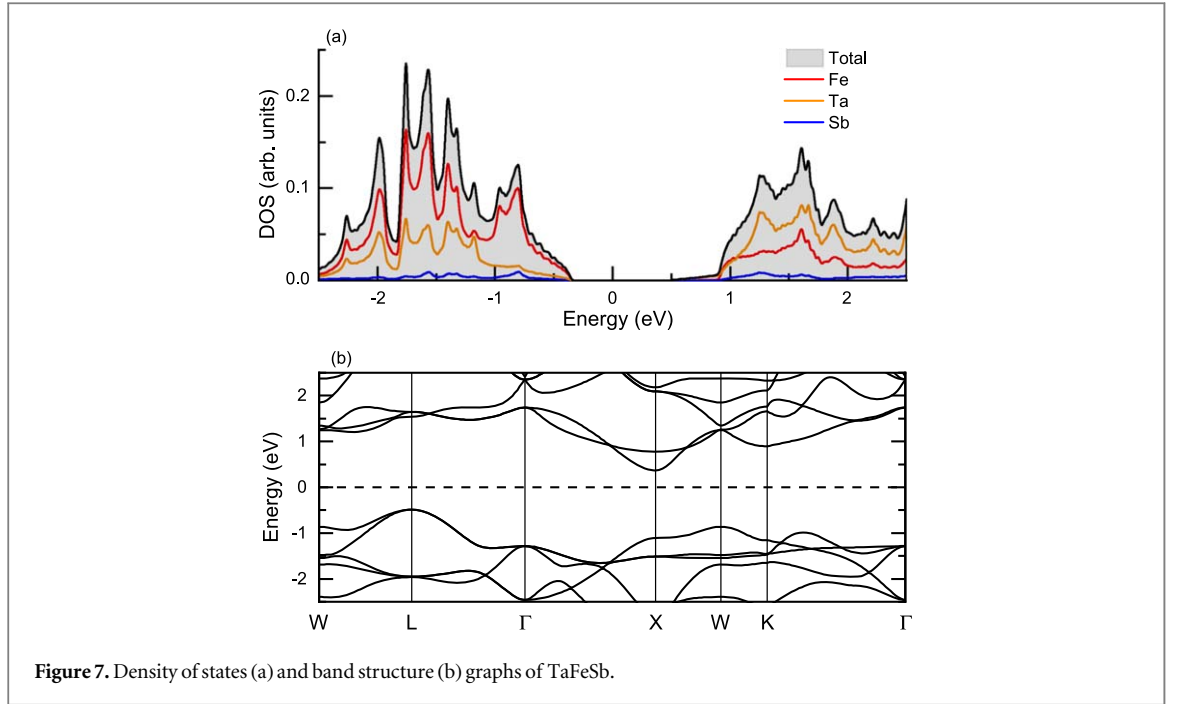 (a)
Total
Fe
Ta
Sb
DOS (arb. units)
0.2
0.1
0.0
-2 -1 0 1 2
Energy (eV)
(b)
Energy (eV)
2
1
0
-1
-2
W L Γ X W K Γ
Figure 7. Density of states (a) and band structure (b) graphs of TaFeSb.